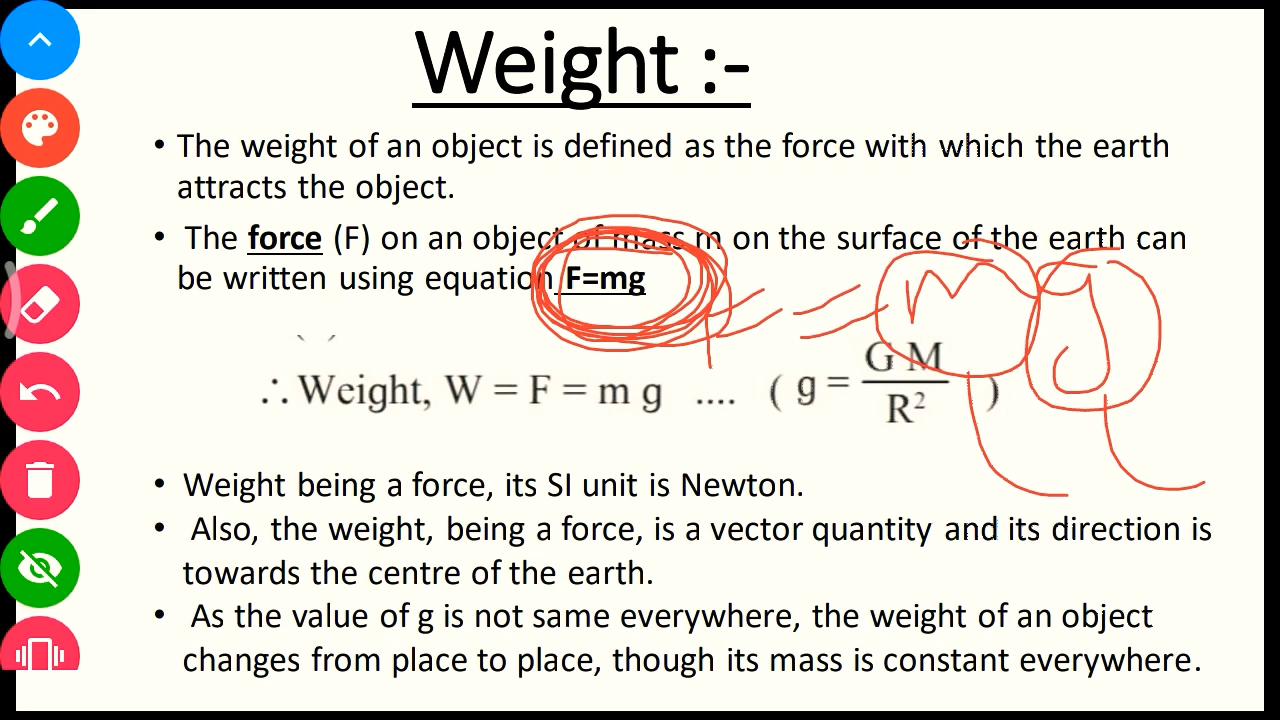 Weight :-
• The weight of an object is defined as the force with which the earth
attracts the object.
• The force (F) on an object of mass m on the surface of the earth can
be written using equation F=mg
F = mg
∴ Weight, W = F = m g .... ( g = G M / R² )
• Weight being a force, its SI unit is Newton.
• Also, the weight, being a force, is a vector quantity and its direction is
towards the centre of the earth.
• As the value of g is not same everywhere, the weight of an object
changes from place to place, though its mass is constant everywhere.